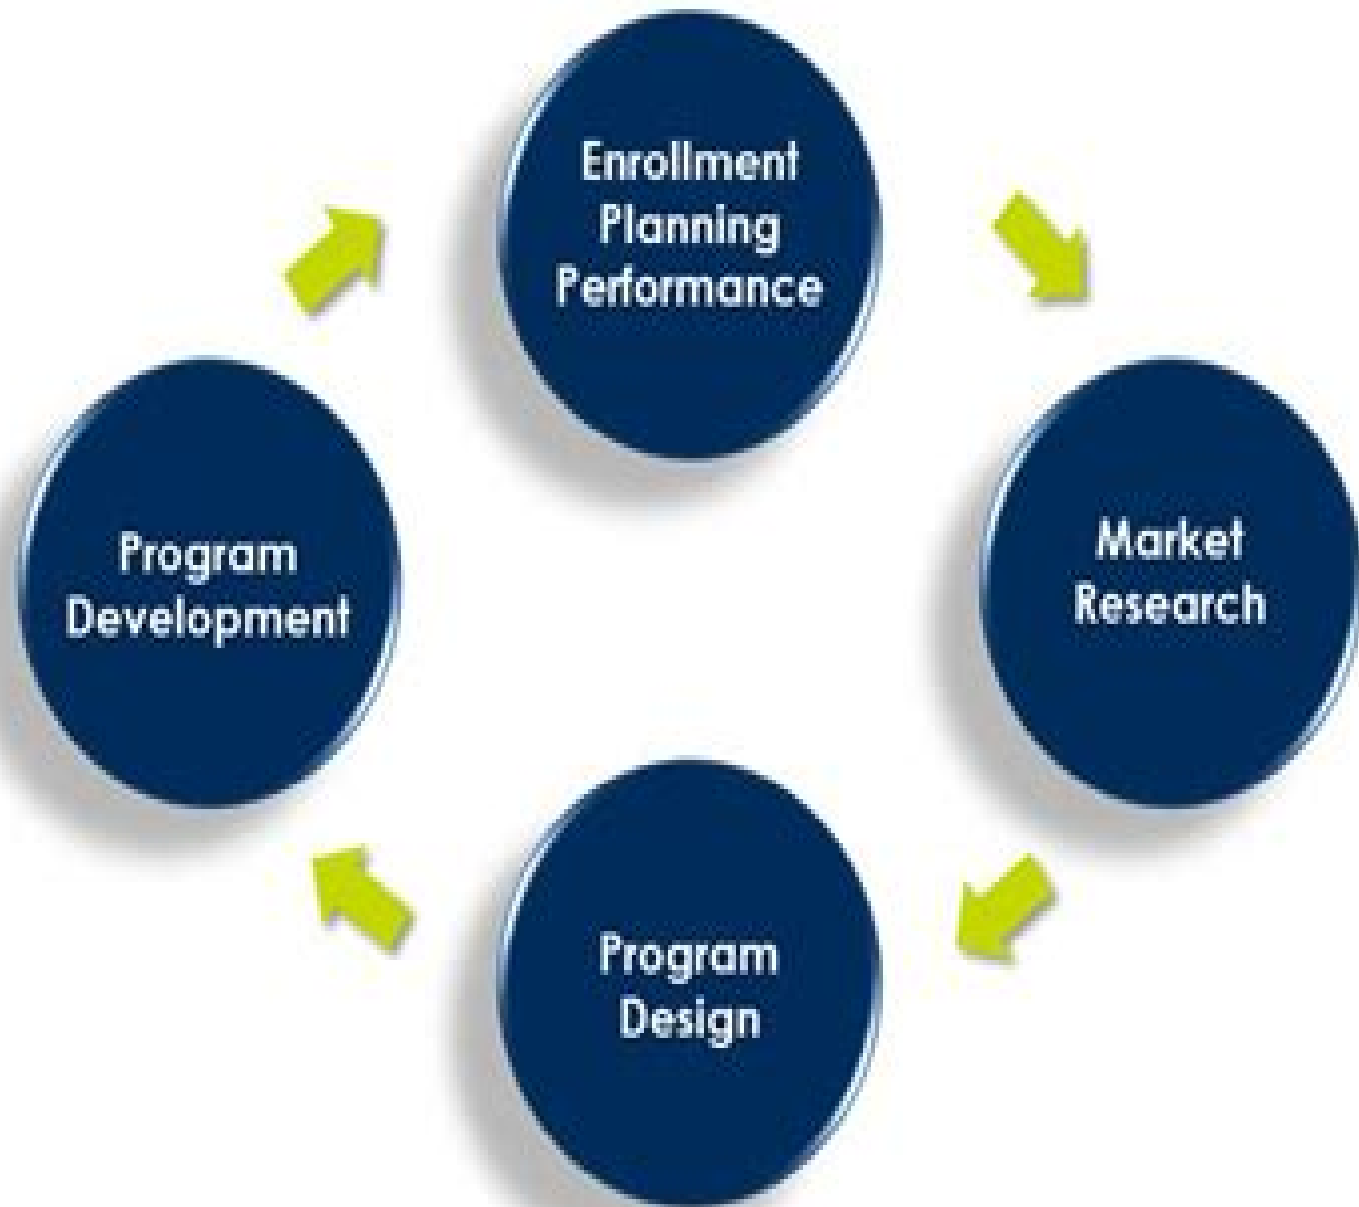 Enrollment
Planning
Performance
Market
Research
Program
Design
Program
Development